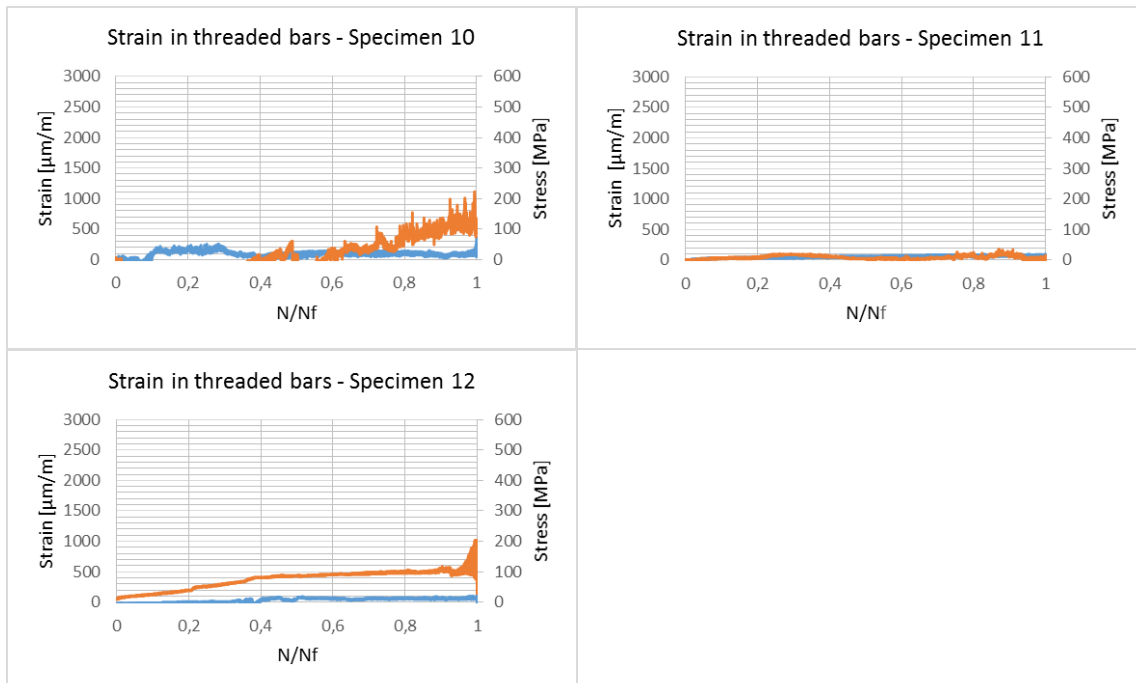 Strain in threaded bars - Specimen 10
3000
2500
2000
1500
1000
500
0
Strain [µm/m]
600
500
400
300
200
100
0
Stress [MPa]
0 0,2 0,4 0,6 0,8 1
N/Nf
Strain in threaded bars - Specimen 11
3000
2500
2000
1500
1000
500
0
Strain [µm/m]
600
500
400
300
200
100
0
Stress [MPa]
0 0,2 0,4 0,6 0,8 1
N/Nf
Strain in threaded bars - Specimen 12
3000
2500
2000
1500
1000
500
0
Strain [µm/m]
600
500
400
300
200
100
0
Stress [MPa]
0 0,2 0,4 0,6 0,8 1
N/Nf